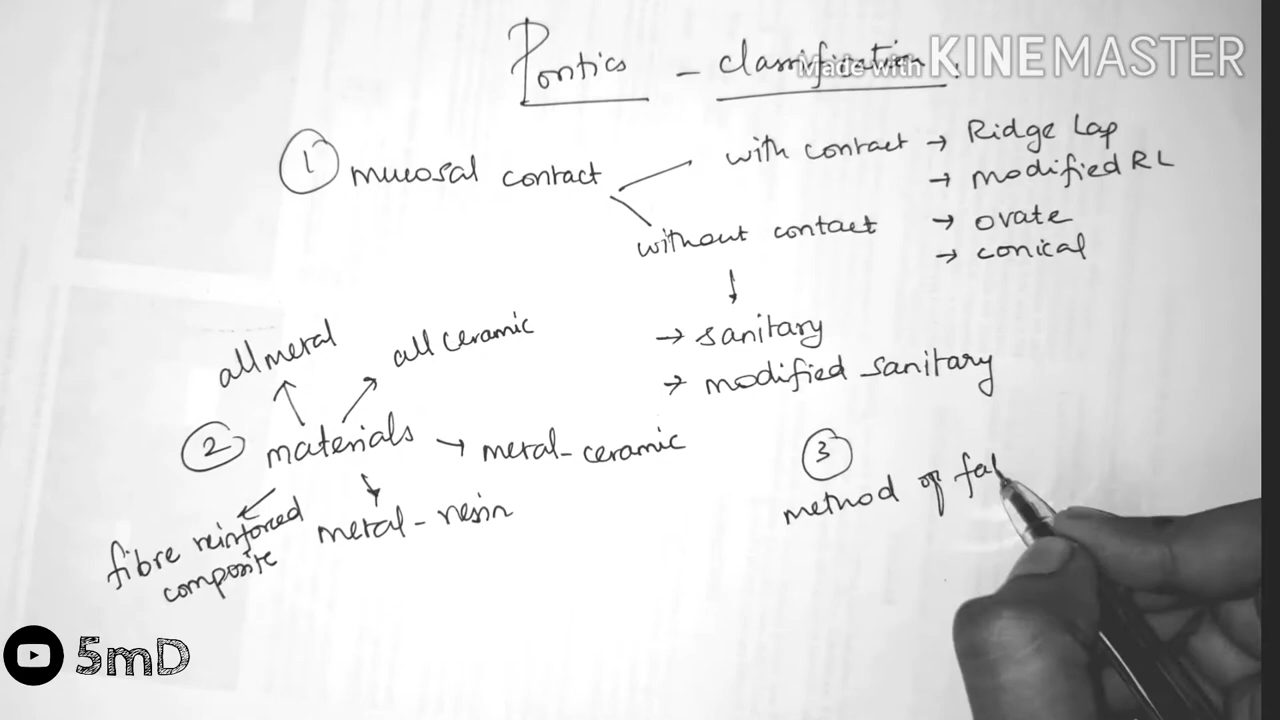 Pontics - classification.
Made with KINEMASTER
1 mucosal contact
with contact → Ridge Lap
→ modified RL
→ ovate
→ conical
without contact
→ sanitary
→ modified sanitary
2 materials
all metal
all ceramic
→ metal-ceramic
metal-resin
fibre reinforced
composite
3
method of fab
5mD